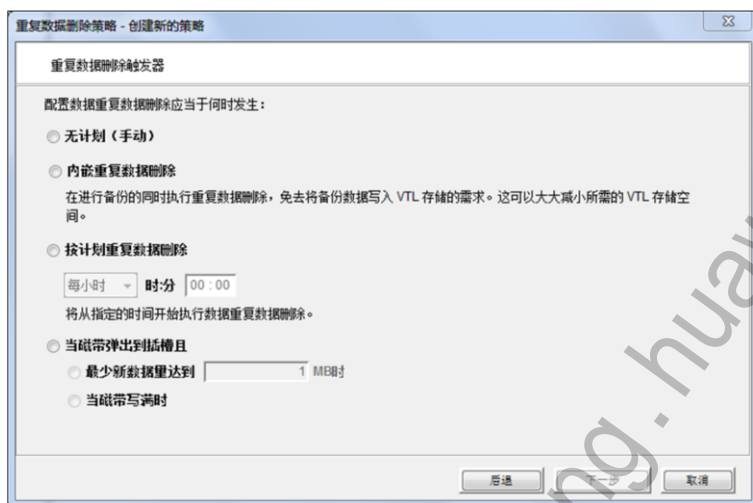 重复数据删除策略 - 创建新的策略
重复数据删除触发器
配置数据重复数据删除应当于何时发生：
无计划（手动）
内嵌重复数据删除
在进行备份的同时执行重复数据删除，免去将备份数据写入 VTL 存储的需求。这可以大大减小所需的 VTL 存储空
间。
按计划重复数据删除
每小时 时:分 00:00
将从指定的时间开始执行数据重复数据删除。
当磁带弹出到插槽且
最少新数据量达到 1 MB时
当磁带写满时
后退 下一步 取消
ng.hua